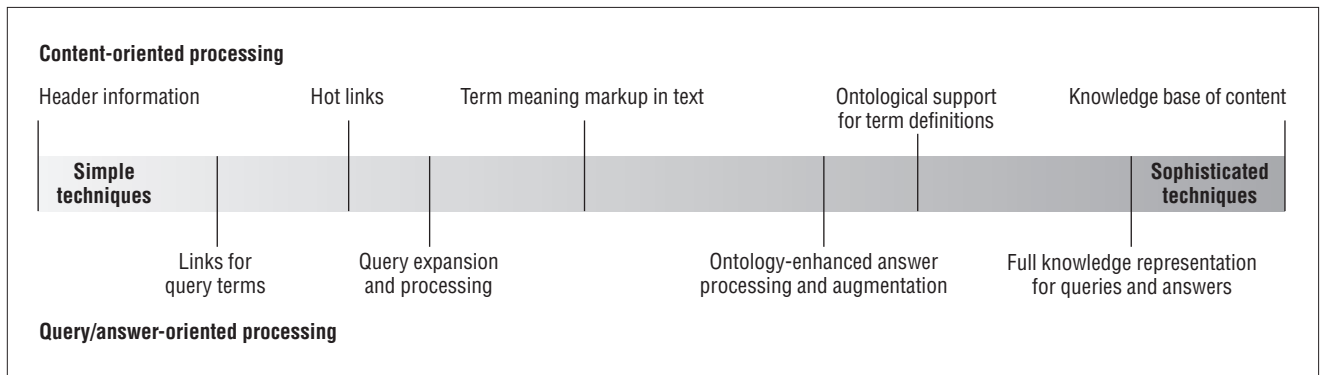 Content-oriented processing
Header information
Hot links
Term meaning markup in text
Ontological support
for term definitions
Knowledge base of content
Simple
techniques
Sophisticated
techniques
Links for
query terms
Query expansion
and processing
Ontology-enhanced answer
processing and augmentation
Full knowledge representation
for queries and answers
Query/answer-oriented processing